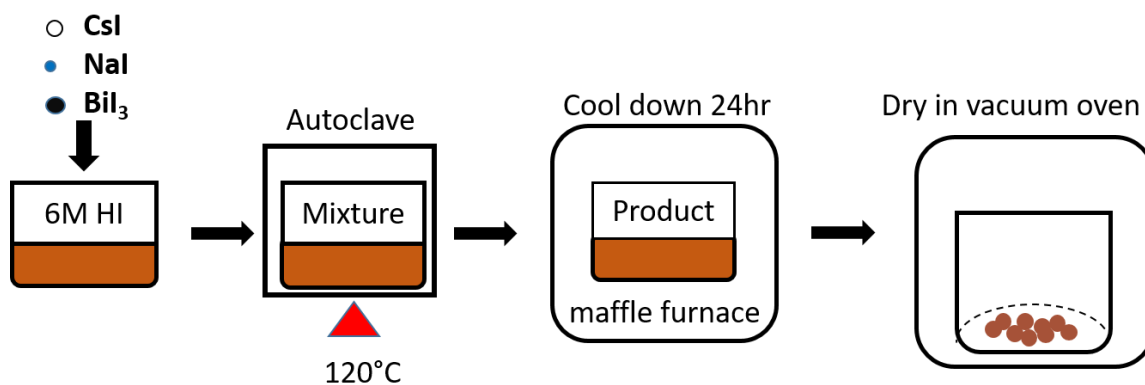 CsI
NaI
BiI₃
6M HI
Autoclave
Mixture
120°C
Cool down 24hr
Product
maffle furnace
Dry in vacuum oven